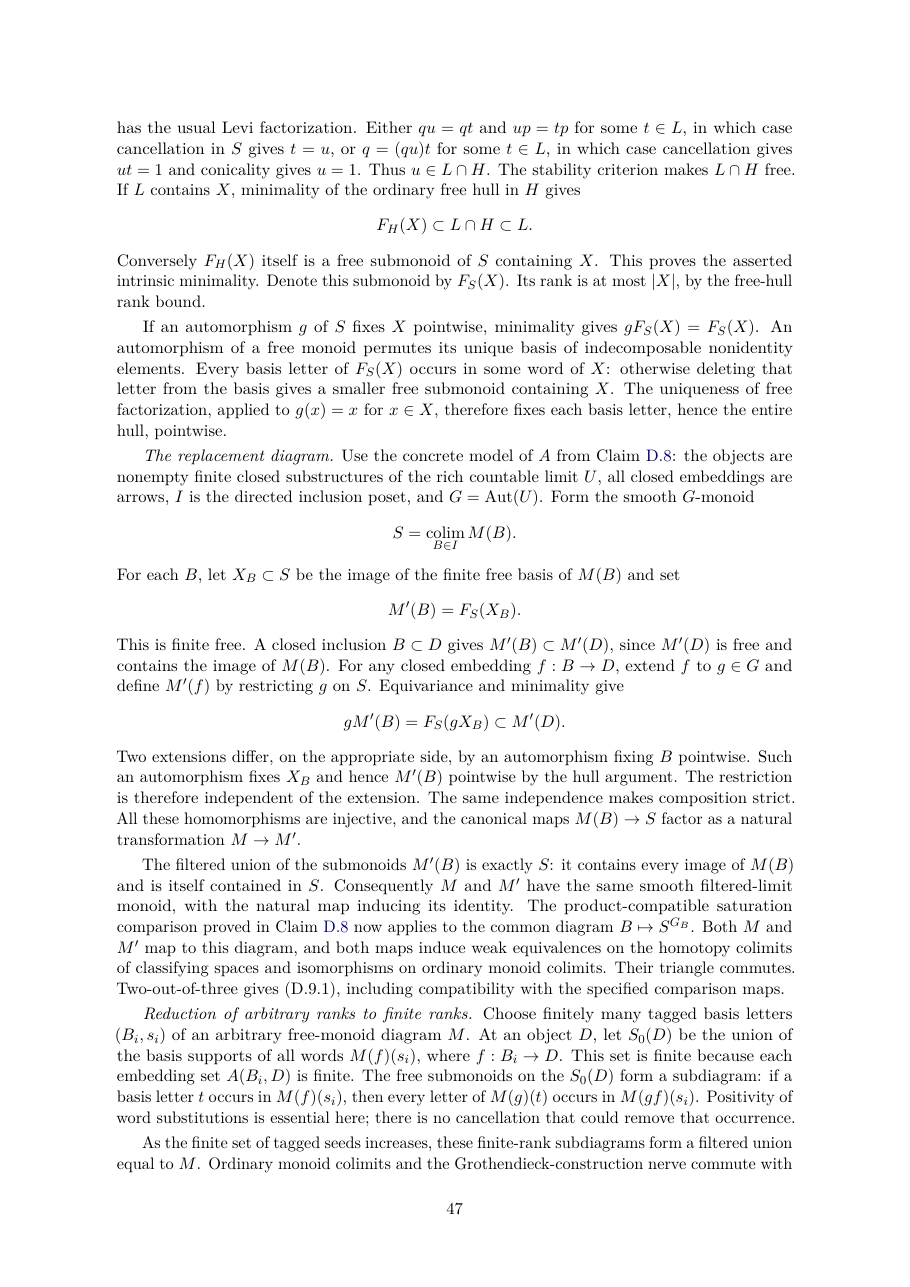 has the usual Levi factorization. Either qu = qt and up = tp for some t ∈ L, in which case
cancellation in S gives t = u, or q = (qu)t for some t ∈ L, in which case cancellation gives
ut = 1 and conicality gives u = 1. Thus u ∈ L ∩ H. The stability criterion makes L ∩ H free.
If L contains X, minimality of the ordinary free hull in H gives
F_H(X) ⊂ L ∩ H ⊂ L.
Conversely F_H(X) itself is a free submonoid of S containing X. This proves the asserted
intrinsic minimality. Denote this submonoid by F_S(X). Its rank is at most |X|, by the free-hull
rank bound.
If an automorphism g of S fixes X pointwise, minimality gives gF_S(X) = F_S(X). An
automorphism of a free monoid permutes its unique basis of indecomposable nonidentity
elements. Every basis letter of F_S(X) occurs in some word of X: otherwise deleting that
letter from the basis gives a smaller free submonoid containing X. The uniqueness of free
factorization, applied to g(x) = x for x ∈ X, therefore fixes each basis letter, hence the entire
hull, pointwise.
The replacement diagram. Use the concrete model of A from Claim D.8: the objects are
nonempty finite closed substructures of the rich countable limit U, all closed embeddings are
arrows, I is the directed inclusion poset, and G = Aut(U). Form the smooth G-monoid
S = colim_{B∈I} M(B).
For each B, let X_B ⊂ S be the image of the finite free basis of M(B) and set
M′(B) = F_S(X_B).
This is finite free. A closed inclusion B ⊂ D gives M′(B) ⊂ M′(D), since M′(D) is free and
contains the image of M(B). For any closed embedding f : B → D, extend f to g ∈ G and
define M′(f) by restricting g on S. Equivariance and minimality give
gM′(B) = F_S(gX_B) ⊂ M′(D).
Two extensions differ, on the appropriate side, by an automorphism fixing B pointwise. Such
an automorphism fixes X_B and hence M′(B) pointwise by the hull argument. The restriction
is therefore independent of the extension. The same independence makes composition strict.
All these homomorphisms are injective, and the canonical maps M(B) → S factor as a natural
transformation M → M′.
The filtered union of the submonoids M′(B) is exactly S: it contains every image of M(B)
and is itself contained in S. Consequently M and M′ have the same smooth filtered-limit
monoid, with the natural map inducing its identity. The product-compatible saturation
comparison proved in Claim D.8 now applies to the common diagram B ↦ S^{G_B}. Both M and
M′ map to this diagram, and both maps induce weak equivalences on the homotopy colimits
of classifying spaces and isomorphisms on ordinary monoid colimits. Their triangle commutes.
Two-out-of-three gives (D.9.1), including compatibility with the specified comparison maps.
Reduction of arbitrary ranks to finite ranks. Choose finitely many tagged basis letters
(B_i, s_i) of an arbitrary free-monoid diagram M. At an object D, let S_0(D) be the union of
the basis supports of all words M(f)(s_i), where f : B_i → D. This set is finite because each
embedding set A(B_i, D) is finite. The free submonoids on the S_0(D) form a subdiagram: if a
basis letter t occurs in M(f)(s_i), then every letter of M(g)(t) occurs in M(gf)(s_i). Positivity of
word substitutions is essential here; there is no cancellation that could remove that occurrence.
As the finite set of tagged seeds increases, these finite-rank subdiagrams form a filtered union
equal to M. Ordinary monoid colimits and the Grothendieck-construction nerve commute with
47